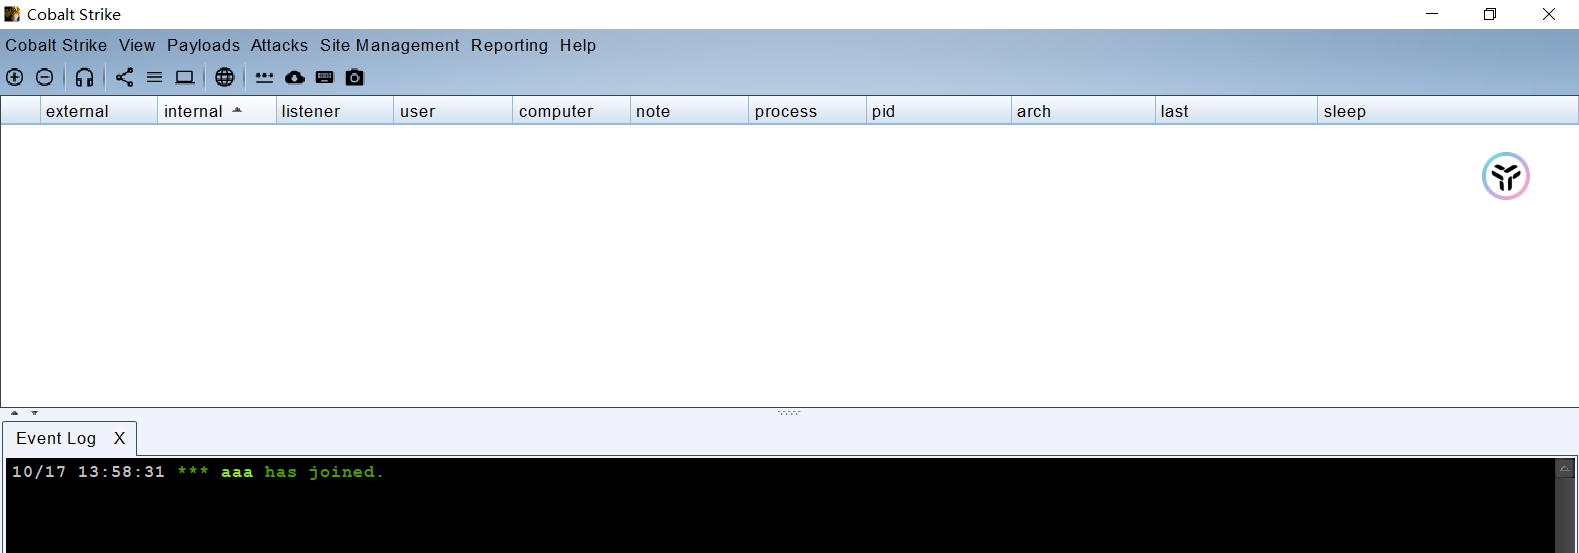 Cobalt Strike
Cobalt Strike View Payloads Attacks Site Management Reporting Help
external internal listener user computer note process pid arch last sleep
Event Log X
10/17 13:58:31 *** aaa has joined.